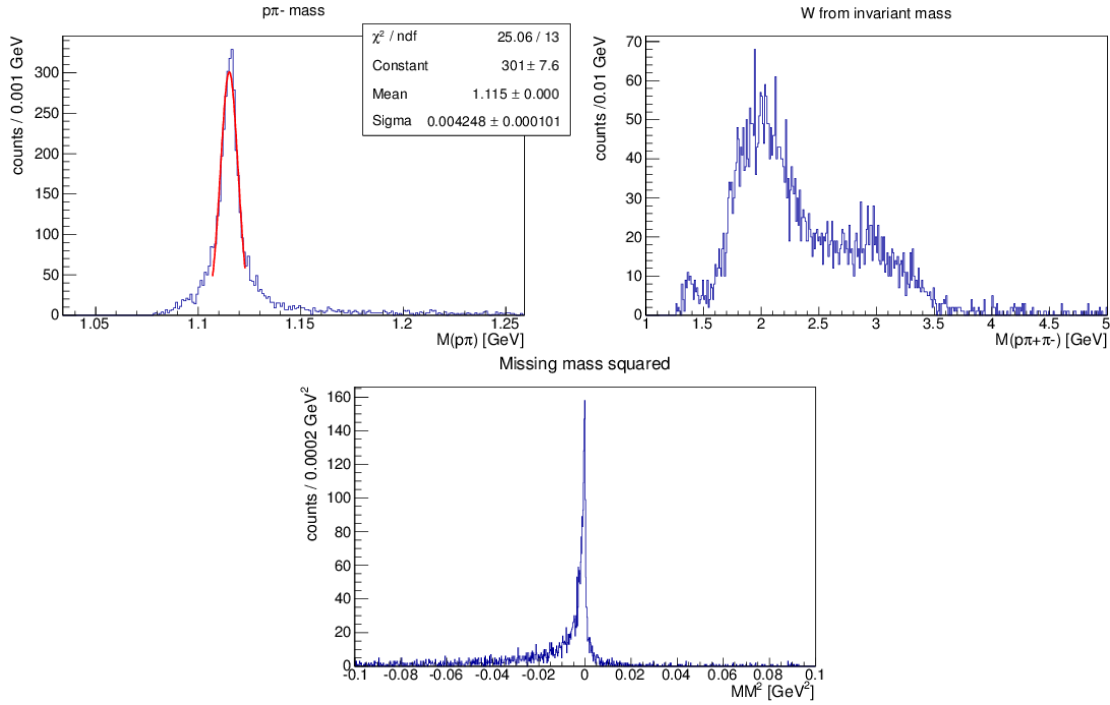 pπ- mass
χ² / ndf 25.06 / 13
Constant 301± 7.6
Mean 1.115 ± 0.000
Sigma 0.004248 ± 0.000101
counts / 0.001 GeV
300
250
200
150
100
50
0
1.05 1.1 1.15 1.2 1.25
M(pπ) [GeV]
W from invariant mass
counts/0.01 GeV
70
60
50
40
30
20
10
0
1 1.5 2 2.5 3 3.5 4 4.5 5
M(pπ+π-) [GeV]
Missing mass squared
counts / 0.0002 GeV²
160
140
120
100
80
60
40
20
0
-0.1 -0.08 -0.06 -0.04 -0.02 0 0.02 0.04 0.06 0.08 0.1
MM² [GeV²]